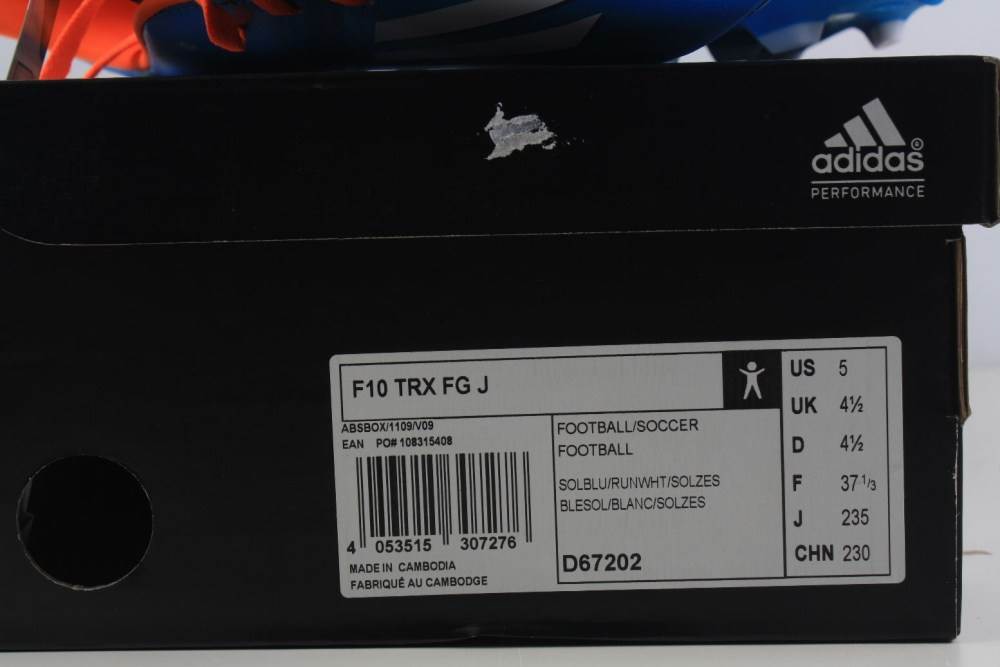 adidas
PERFORMANCE
F10 TRX FG J
ABSBOX/1109/V09
EAN PO# 108315408
4 053515 307276
MADE IN CAMBODIA
FABRIQUÉ AU CAMBODGE
FOOTBALL/SOCCER
FOOTBALL
SOLBLU/RUNWHT/SOLZES
BLESOL/BLANC/SOLZES
D67202
US 5
UK 4½
D 4½
F 37 1/3
J 235
CHN 230